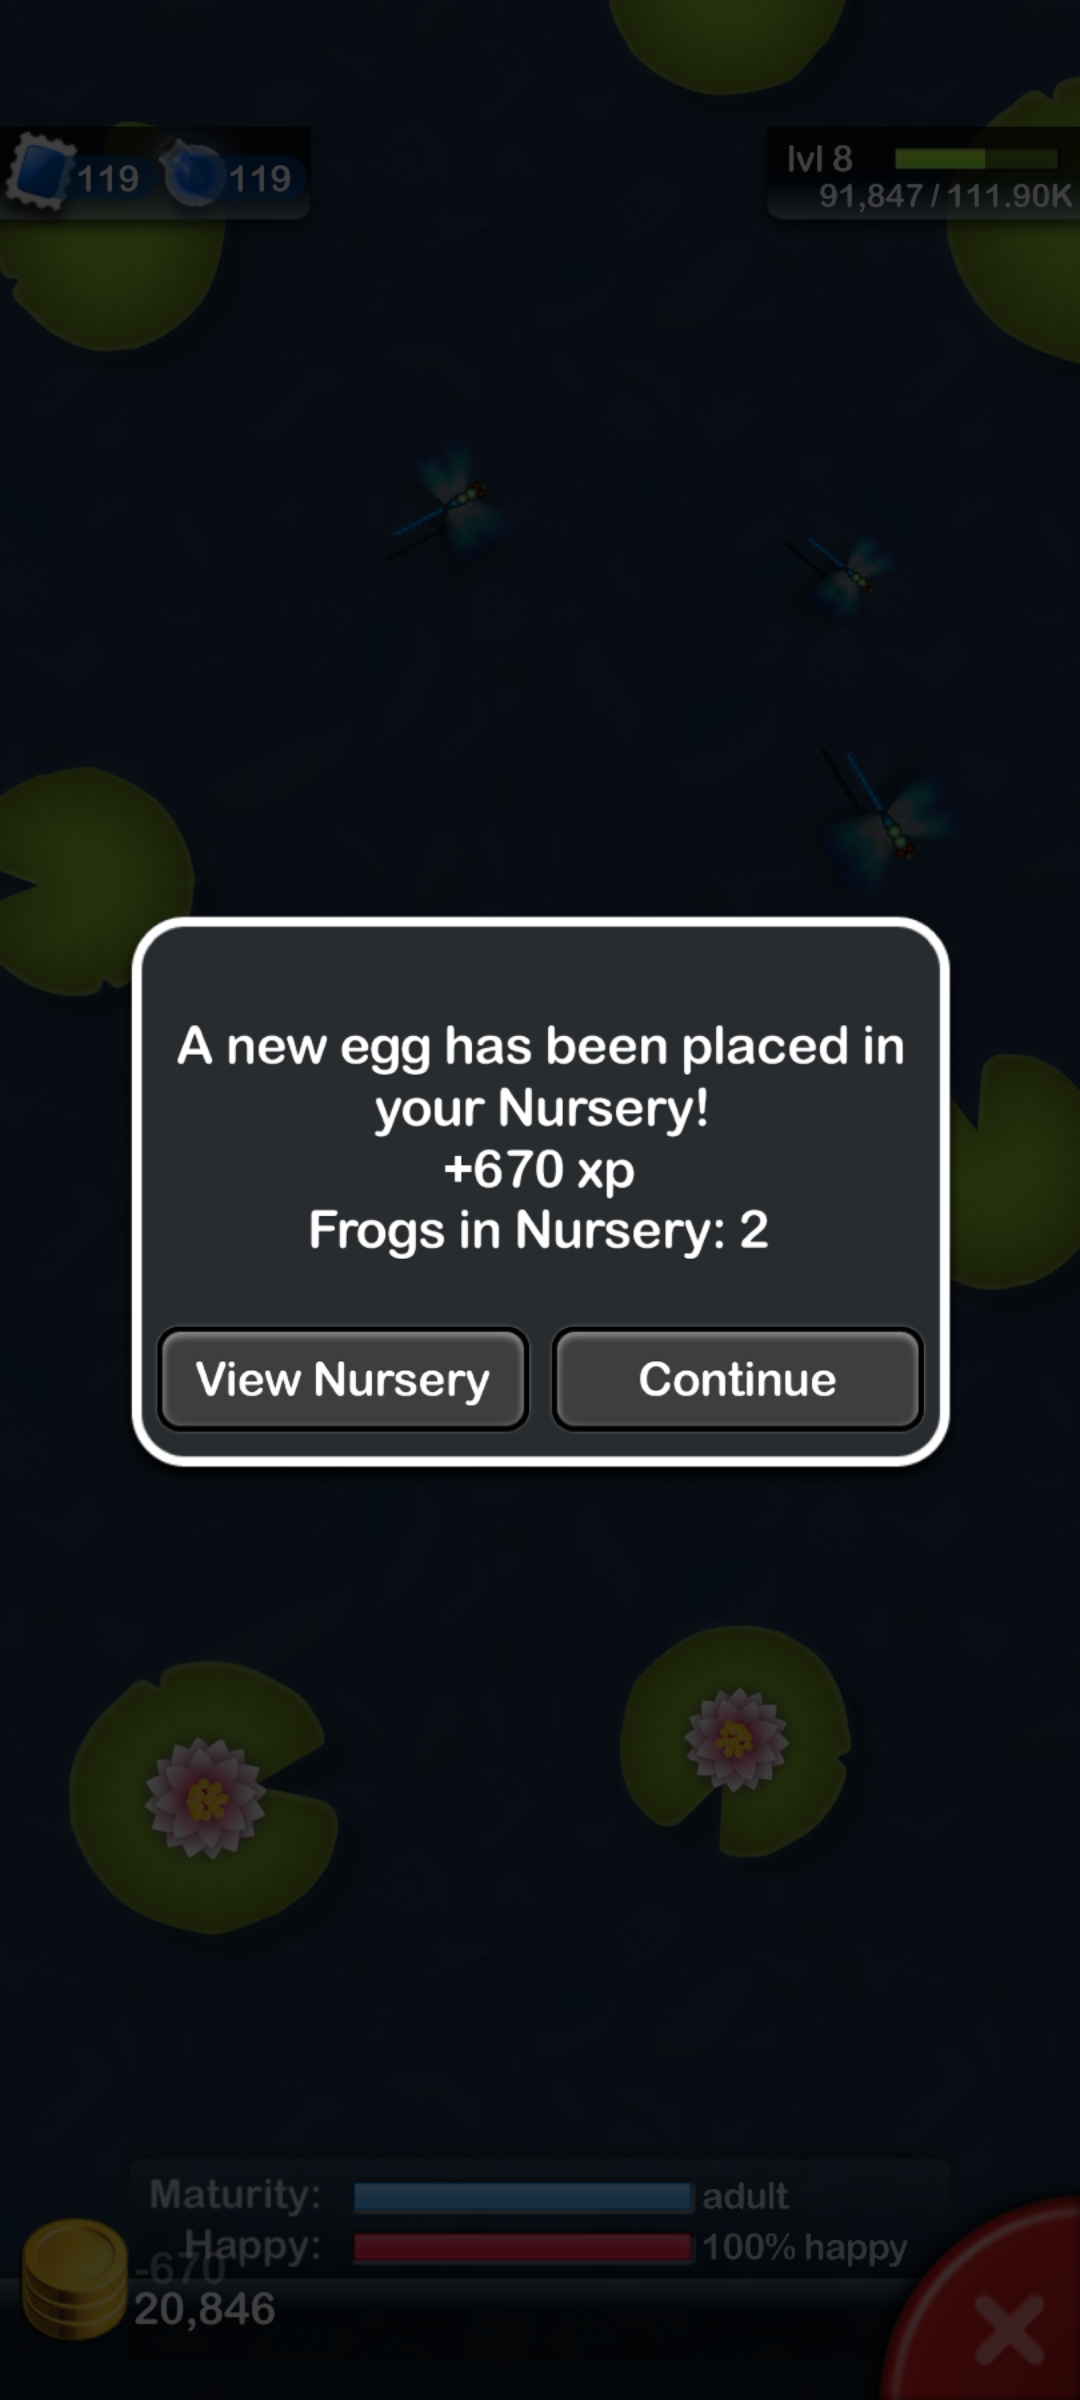 119 119
lvl 8
91,847 / 111.90K
A new egg has been placed in
your Nursery!
+670 xp
Frogs in Nursery: 2
View Nursery Continue
Maturity: adult
Happy: 100% happy
-670
20,846